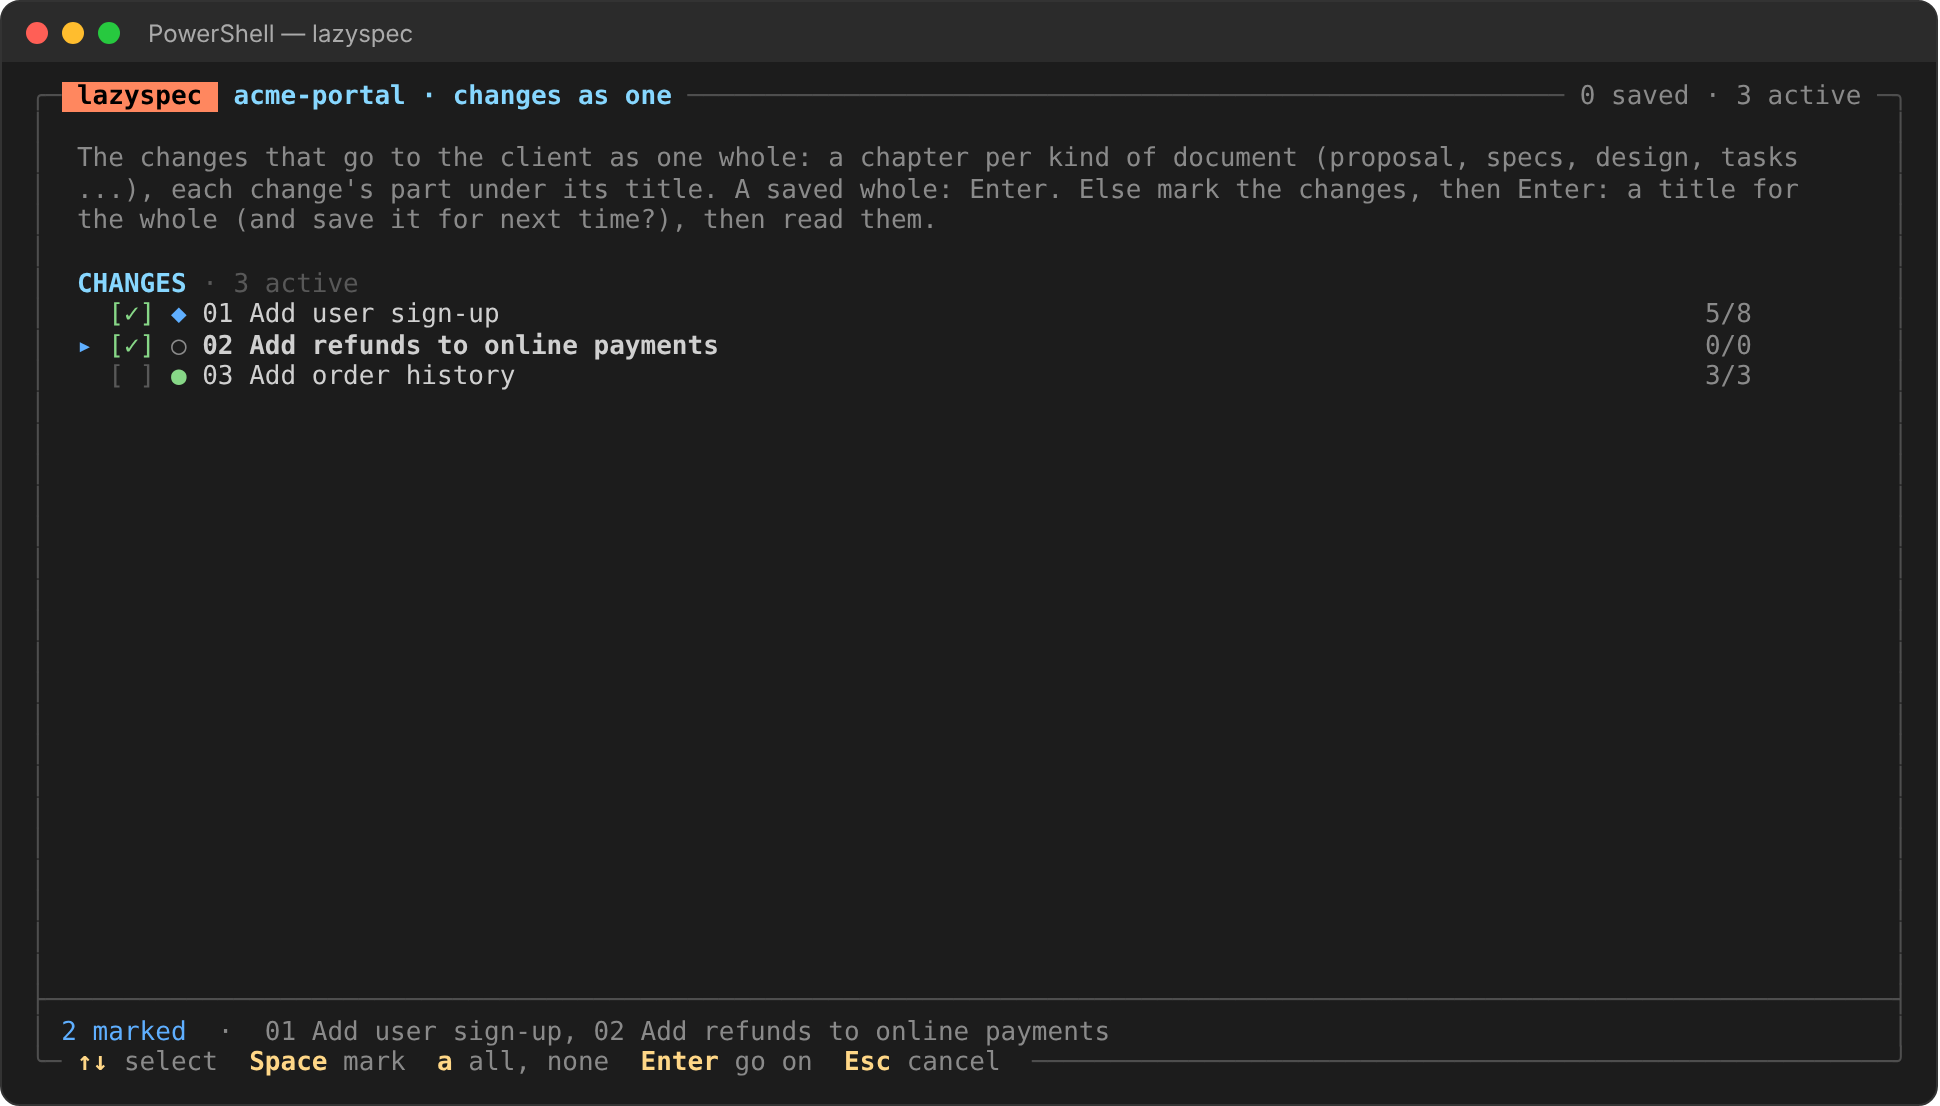 PowerShell — lazyspec
lazyspec acme-portal · changes as one 0 saved · 3 active
The changes that go to the client as one whole: a chapter per kind of document (proposal, specs, design, tasks
...), each change's part under its title. A saved whole: Enter. Else mark the changes, then Enter: a title for
the whole (and save it for next time?), then read them.
CHANGES · 3 active
[✓] ◆ 01 Add user sign-up 5/8
▸ [✓] ○ 02 Add refunds to online payments 0/0
[ ] ● 03 Add order history 3/3
2 marked · 01 Add user sign-up, 02 Add refunds to online payments
↑↓ select Space mark a all, none Enter go on Esc cancel